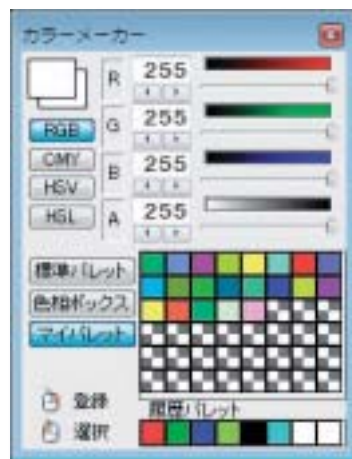 カラーメーカー
R 255
RGB G 255
CMY
HSV B 255
HSL A 255
標準パレット
色相ボックス
マイパレット
登録 履歴パレット
選択